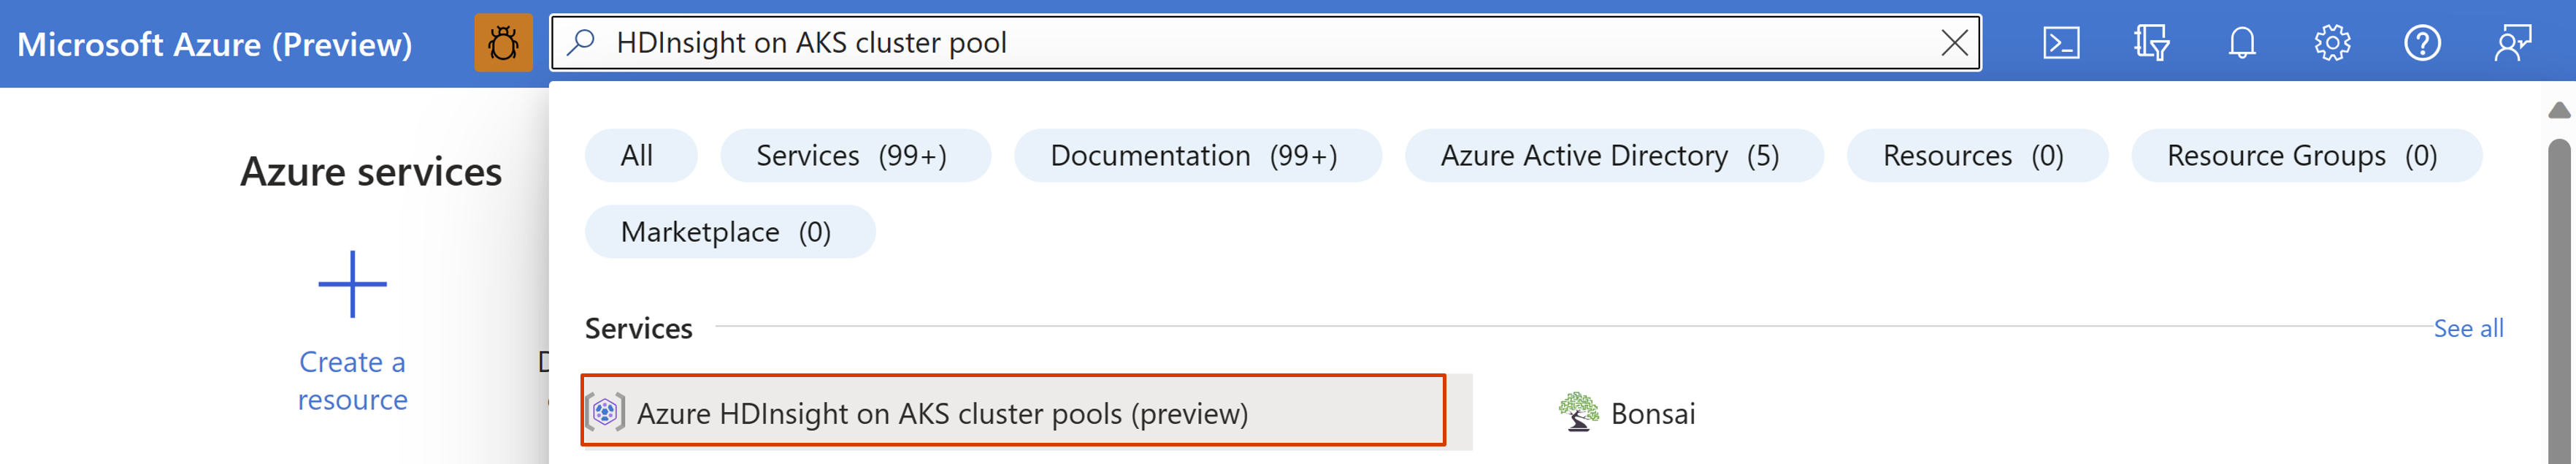 Microsoft Azure (Preview)
HDInsight on AKS cluster pool
All
Services (99+)
Documentation (99+)
Azure Active Directory (5)
Resources (0)
Resource Groups (0)
Marketplace (0)
Azure services
Create a
resource
Services
See all
Azure HDInsight on AKS cluster pools (preview)
Bonsai